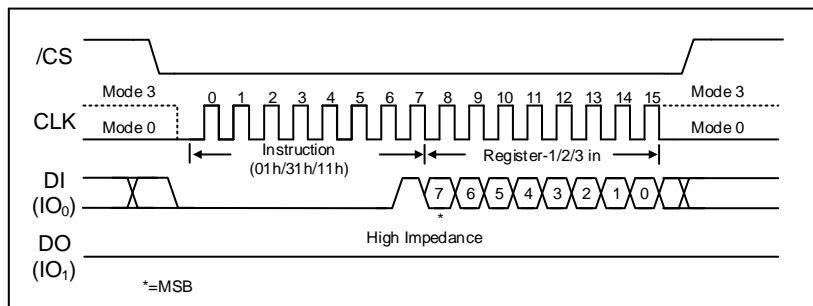 /CS
Mode 3 0 1 2 3 4 5 6 7 8 9 10 11 12 13 14 15 Mode 3
CLK
Mode 0 Mode 0
Instruction
(01h/31h/11h)
Register-1/2/3 in
DI
(IO0)
7 6 5 4 3 2 1 0
*
DO
(IO1)
High Impedance
*=MSB